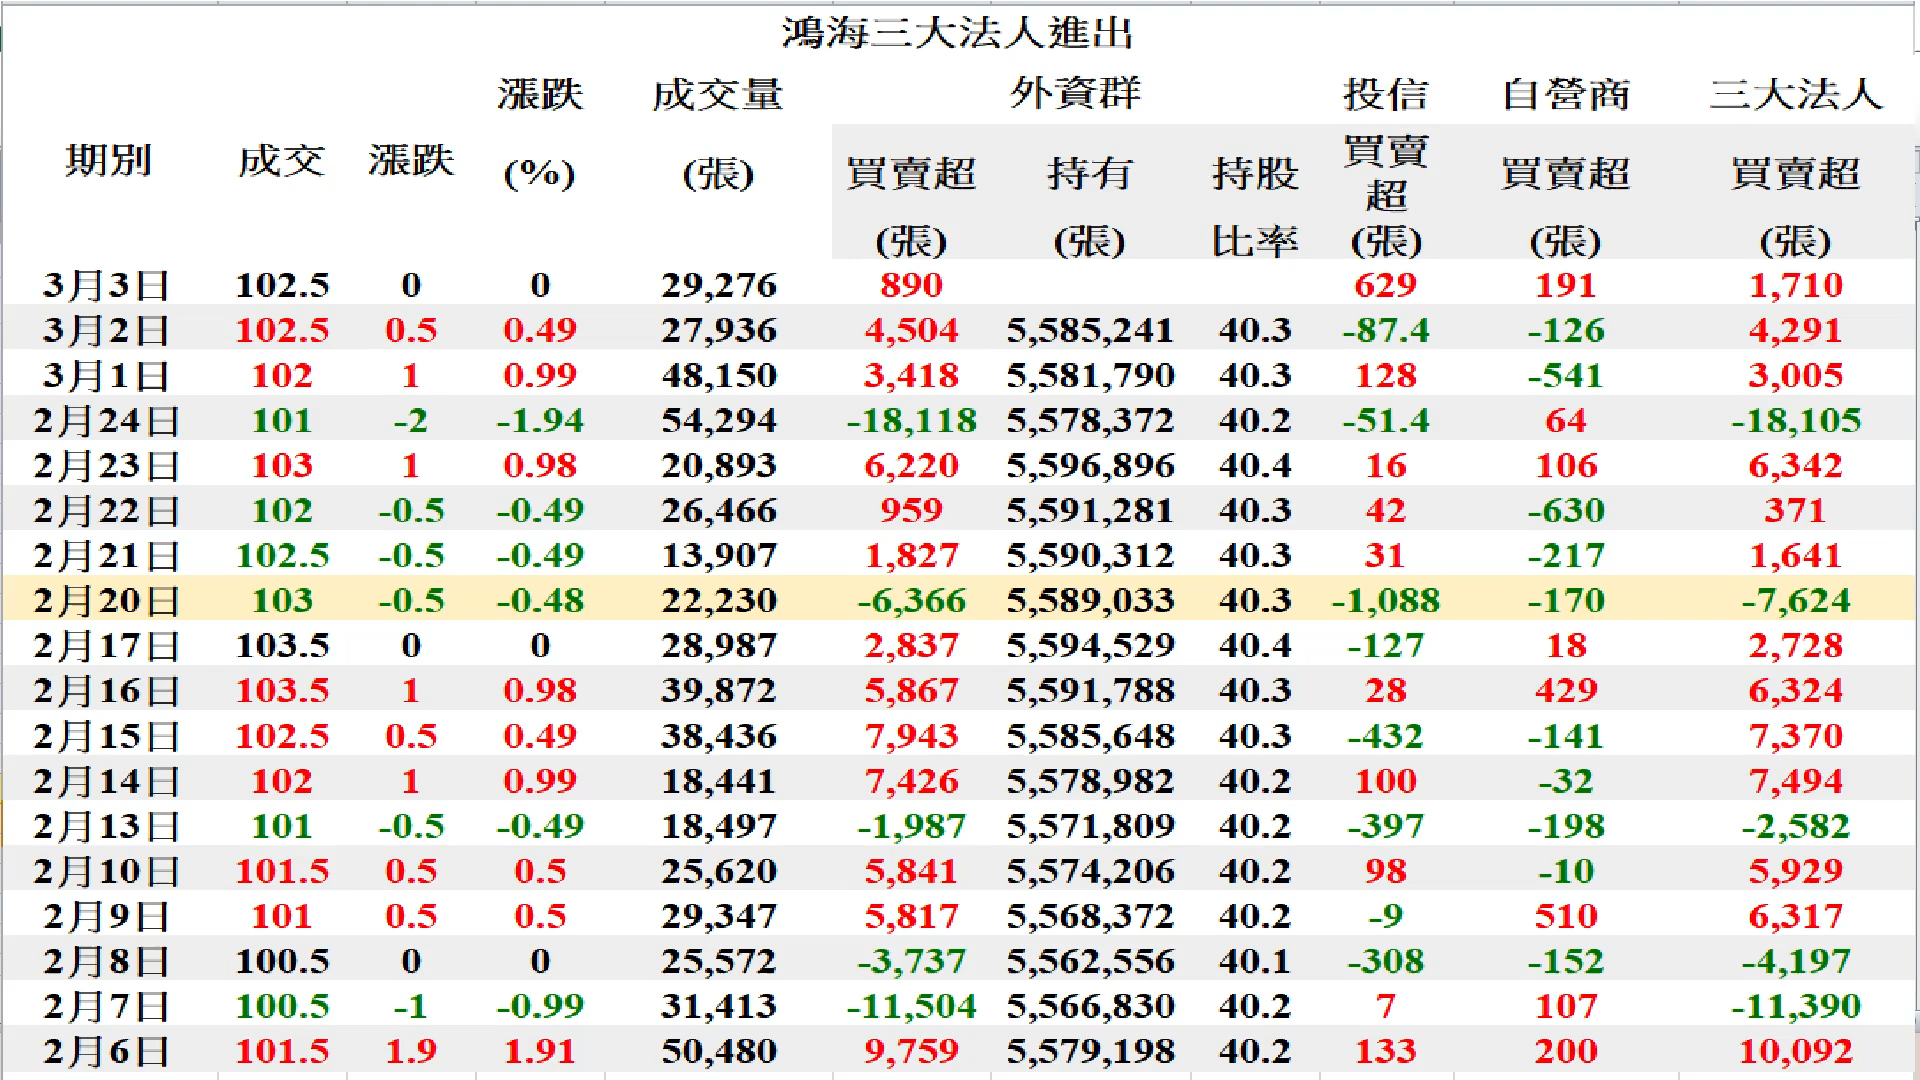 鴻海三大法人進出
漲跌 成交量 外資群 投信 自營商 三大法人
期別 成交 漲跌 (%) (張) 買賣超 持有 持股 買賣超 買賣超 買賣超
(張) (張) 比率 (張) (張) (張)
3月3日 102.5 0 0 29,276 890 629 191 1,710
3月2日 102.5 0.5 0.49 27,936 4,504 5,585,241 40.3 -87.4 -126 4,291
3月1日 102 1 0.99 48,150 3,418 5,581,790 40.3 128 -541 3,005
2月24日 101 -2 -1.94 54,294 -18,118 5,578,372 40.2 -51.4 64 -18,105
2月23日 103 1 0.98 20,893 6,220 5,596,896 40.4 16 106 6,342
2月22日 102 -0.5 -0.49 26,466 959 5,591,281 40.3 42 -630 371
2月21日 102.5 -0.5 -0.49 13,907 1,827 5,590,312 40.3 31 -217 1,641
2月20日 103 -0.5 -0.48 22,230 -6,366 5,589,033 40.3 -1,088 -170 -7,624
2月17日 103.5 0 0 28,987 2,837 5,594,529 40.4 -127 18 2,728
2月16日 103.5 1 0.98 39,872 5,867 5,591,788 40.3 28 429 6,324
2月15日 102.5 0.5 0.49 38,436 7,943 5,585,648 40.3 -432 -141 7,370
2月14日 102 1 0.99 18,441 7,426 5,578,982 40.2 100 -32 7,494
2月13日 101 -0.5 -0.49 18,497 -1,987 5,571,809 40.2 -397 -198 -2,582
2月10日 101.5 0.5 0.5 25,620 5,841 5,574,206 40.2 98 -10 5,929
2月9日 101 0.5 0.5 29,347 5,817 5,568,372 40.2 -9 510 6,317
2月8日 100.5 0 0 25,572 -3,737 5,562,556 40.1 -308 -152 -4,197
2月7日 100.5 -1 -0.99 31,413 -11,504 5,566,830 40.2 7 107 -11,390
2月6日 101.5 1.9 1.91 50,480 9,759 5,579,198 40.2 133 200 10,092